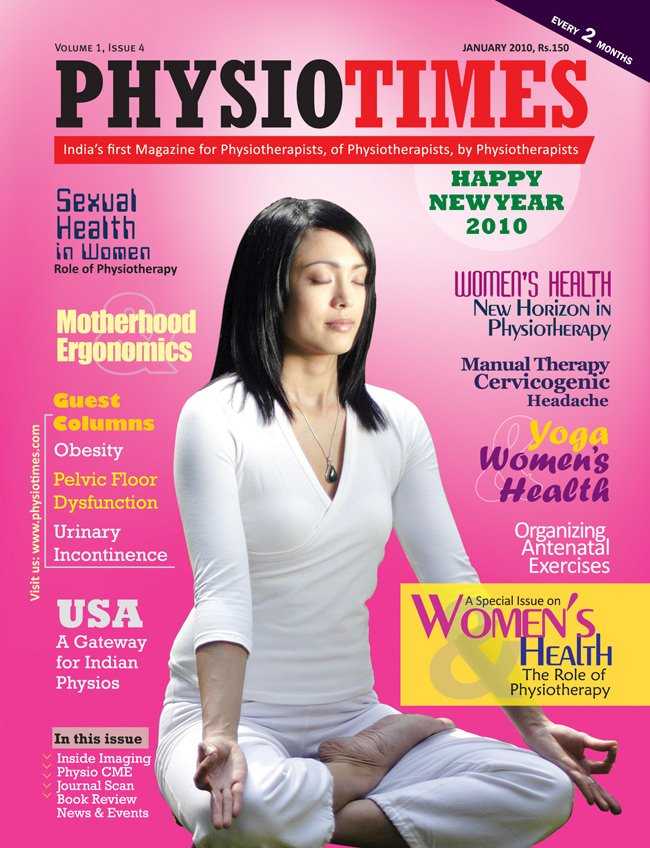 EVERY 2 MONTHS
Volume 1, Issue 4
JANUARY 2010, Rs.150
PHYSIOTIMES
India's first Magazine for Physiotherapists, of Physiotherapists, by Physiotherapists
HAPPY
NEW YEAR
2010
Sexual
Health
in Women
Role of Physiotherapy
Motherhood
&
Ergonomics
Guest
Columns
Obesity
Pelvic Floor
Dysfunction
Urinary
Incontinence
Visit us: www.physiotimes.com
USA
A Gateway
for Indian
Physios
In this issue
Inside Imaging
Physio CME
Journal Scan
Book Review
News & Events
WOMEN'S HEALTH
New Horizon in
Physiotherapy
Manual Therapy
Cervicogenic
Headache
Yoga
&
Women's
Health
Organizing
Antenatal
Exercises
A Special Issue on
WOMEN'S
&
HEALTH
The Role of
Physiotherapy